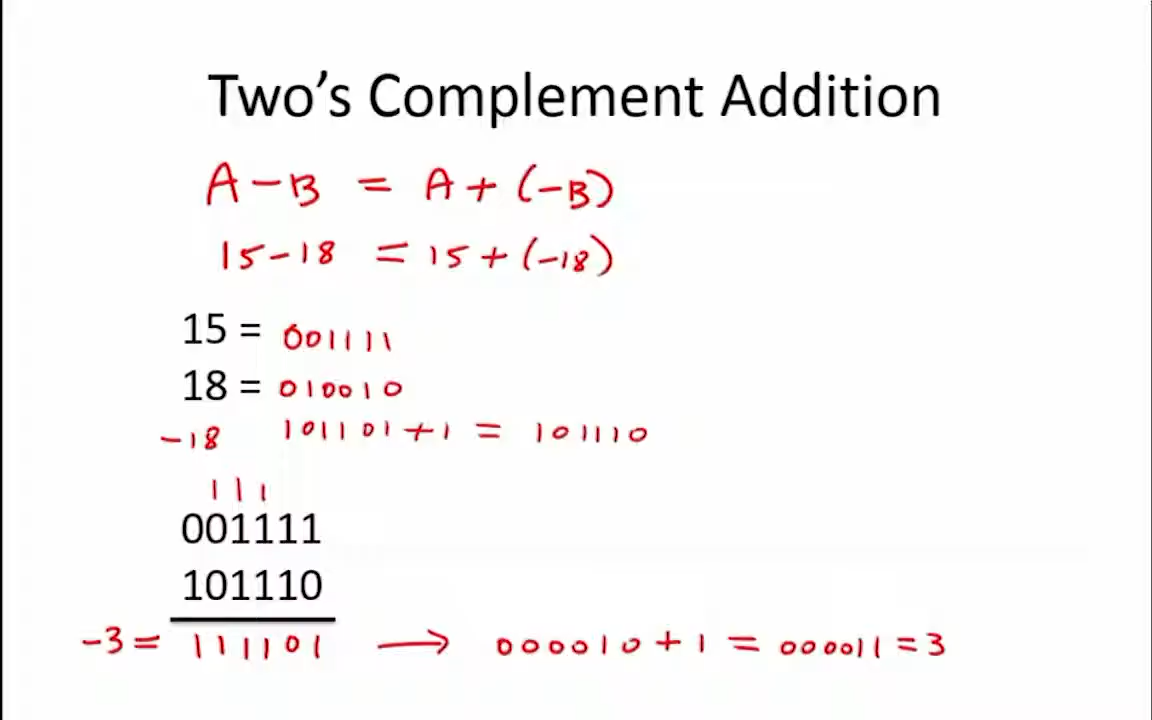 Two's Complement Addition
A - B = A + (-B)
15 - 18 = 15 + (-18)
15 = 001111
18 = 010010
-18 101101 + 1 = 101110
111
001111
101110
-3 = 111101 → 000010 + 1 = 000011 = 3